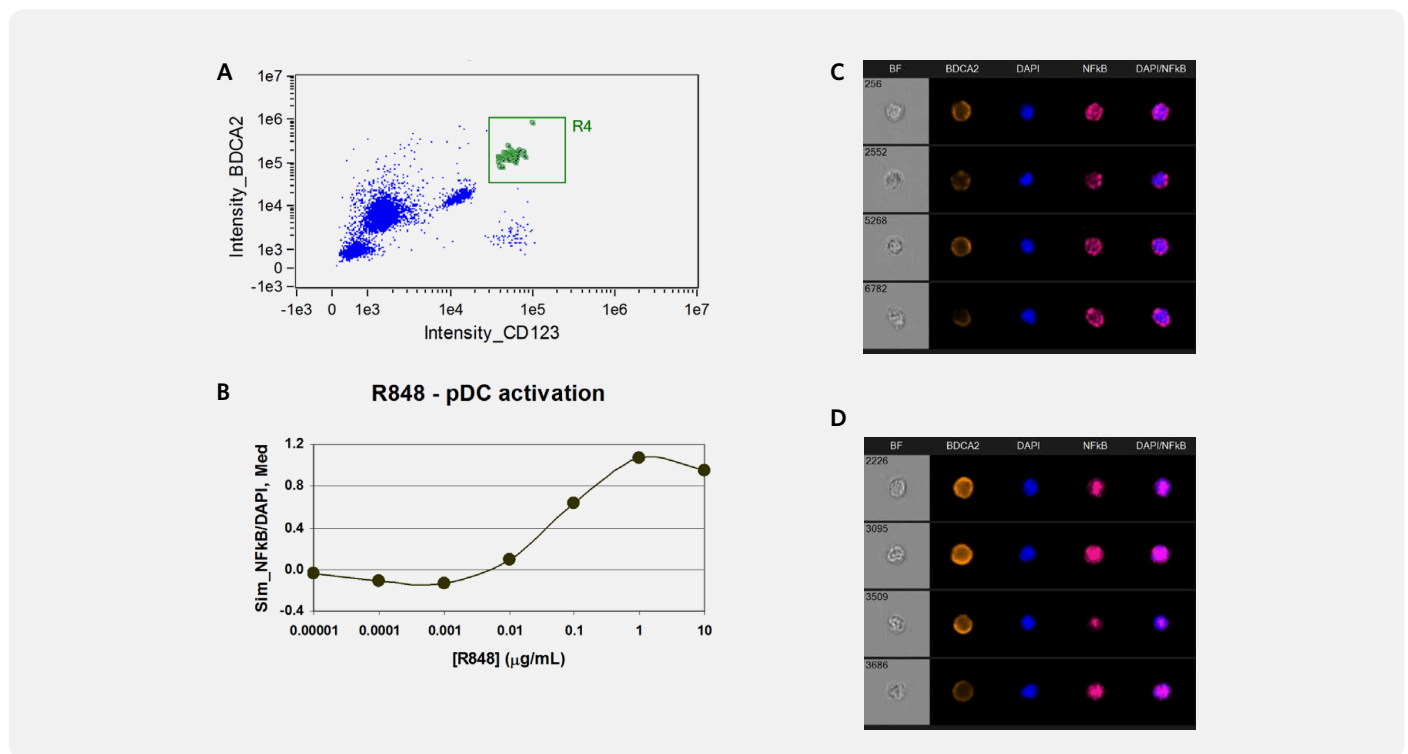 A
1e7
1e6
1e5
1e4
1e3
0
-1e3
Intensity_BDCA2
R4
-1e3 0 1e3 1e4 1e5 1e6 1e7
Intensity_CD123
B
R848 - pDC activation
1.2
0.8
0.4
0.0
-0.4
Sim_NFkB/DAPI, Med
0.00001 0.0001 0.001 0.01 0.1 1 10
[R848] (µg/mL)
C
BF BDCA2 DAPI NFkB DAPI/NFkB
256
2552
5268
6782
D
BF BDCA2 DAPI NFkB DAPI/NFkB
2226
3095
3509
3686